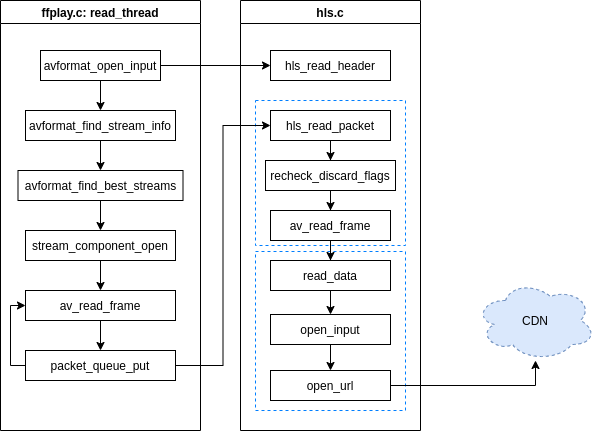 ffplay.c: read_thread
avformat_open_input
avformat_find_stream_info
avformat_find_best_streams
stream_component_open
av_read_frame
packet_queue_put
hls.c
hls_read_header
hls_read_packet
recheck_discard_flags
av_read_frame
read_data
open_input
open_url
CDN